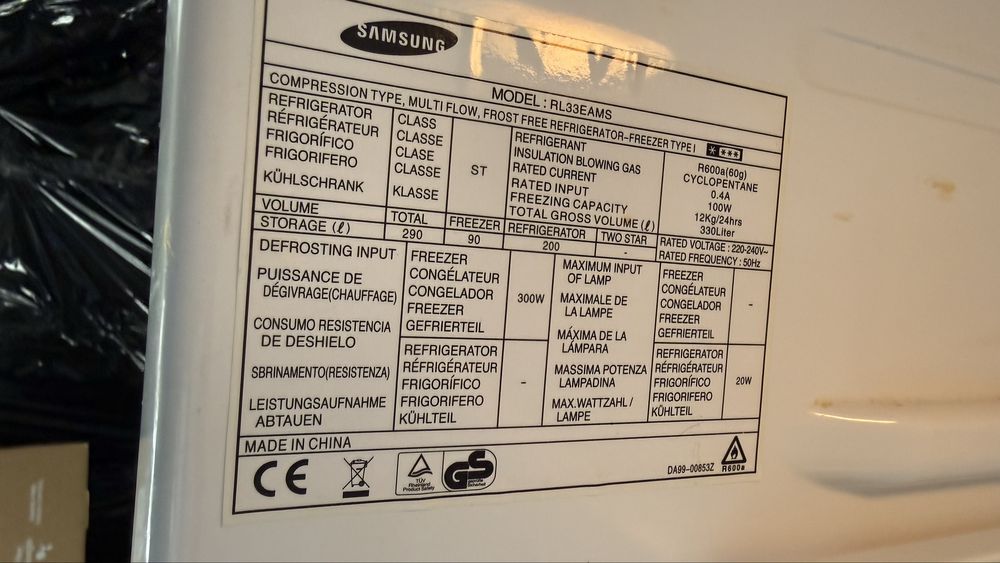 SAMSUNG
MODEL : RL33EAMS
COMPRESSION TYPE, MULTI FLOW, FROST FREE REFRIGERATOR-FREEZER TYPE I * ***
REFRIGERATOR
RÉFRIGÉRATEUR
FRIGORÍFICO
FRIGORIFERO
KÜHLSCHRANK
CLASS
CLASSE
CLASE
CLASSE
KLASSE
ST
REFRIGERANT
INSULATION BLOWING GAS
RATED CURRENT
RATED INPUT
FREEZING CAPACITY
TOTAL GROSS VOLUME (ℓ)
R600a(60g)
CYCLOPENTANE
0.4A
100W
12Kg/24hrs
330Liter
VOLUME
STORAGE (ℓ)
TOTAL FREEZER REFRIGERATOR TWO STAR
290 90 200 -
RATED VOLTAGE : 220-240V~
RATED FREQUENCY : 50Hz
DEFROSTING INPUT
PUISSANCE DE
DÉGIVRAGE(CHAUFFAGE)
CONSUMO RESISTENCIA
DE DESHIELO
SBRINAMENTO(RESISTENZA)
LEISTUNGSAUFNAHME
ABTAUEN
FREEZER
CONGÉLATEUR
CONGELADOR
FREEZER
GEFRIERTEIL
300W
REFRIGERATOR
RÉFRIGÉRATEUR
FRIGORÍFICO
FRIGORIFERO
KÜHLTEIL
-
MAXIMUM INPUT
OF LAMP
MAXIMALE DE
LA LAMPE
MÁXIMA DE LA
LÁMPARA
MASSIMA POTENZA
LAMPADINA
MAX.WATTZAHL /
LAMPE
FREEZER
CONGÉLATEUR
CONGELADOR
FREEZER
GEFRIERTEIL
-
REFRIGERATOR
RÉFRIGÉRATEUR
FRIGORÍFICO
FRIGORIFERO
KÜHLTEIL
20W
MADE IN CHINA
CE
TÜV
Rheinland
Product Safety
GS
geprüfte
Sicherheit
DA99-00853Z
R600a